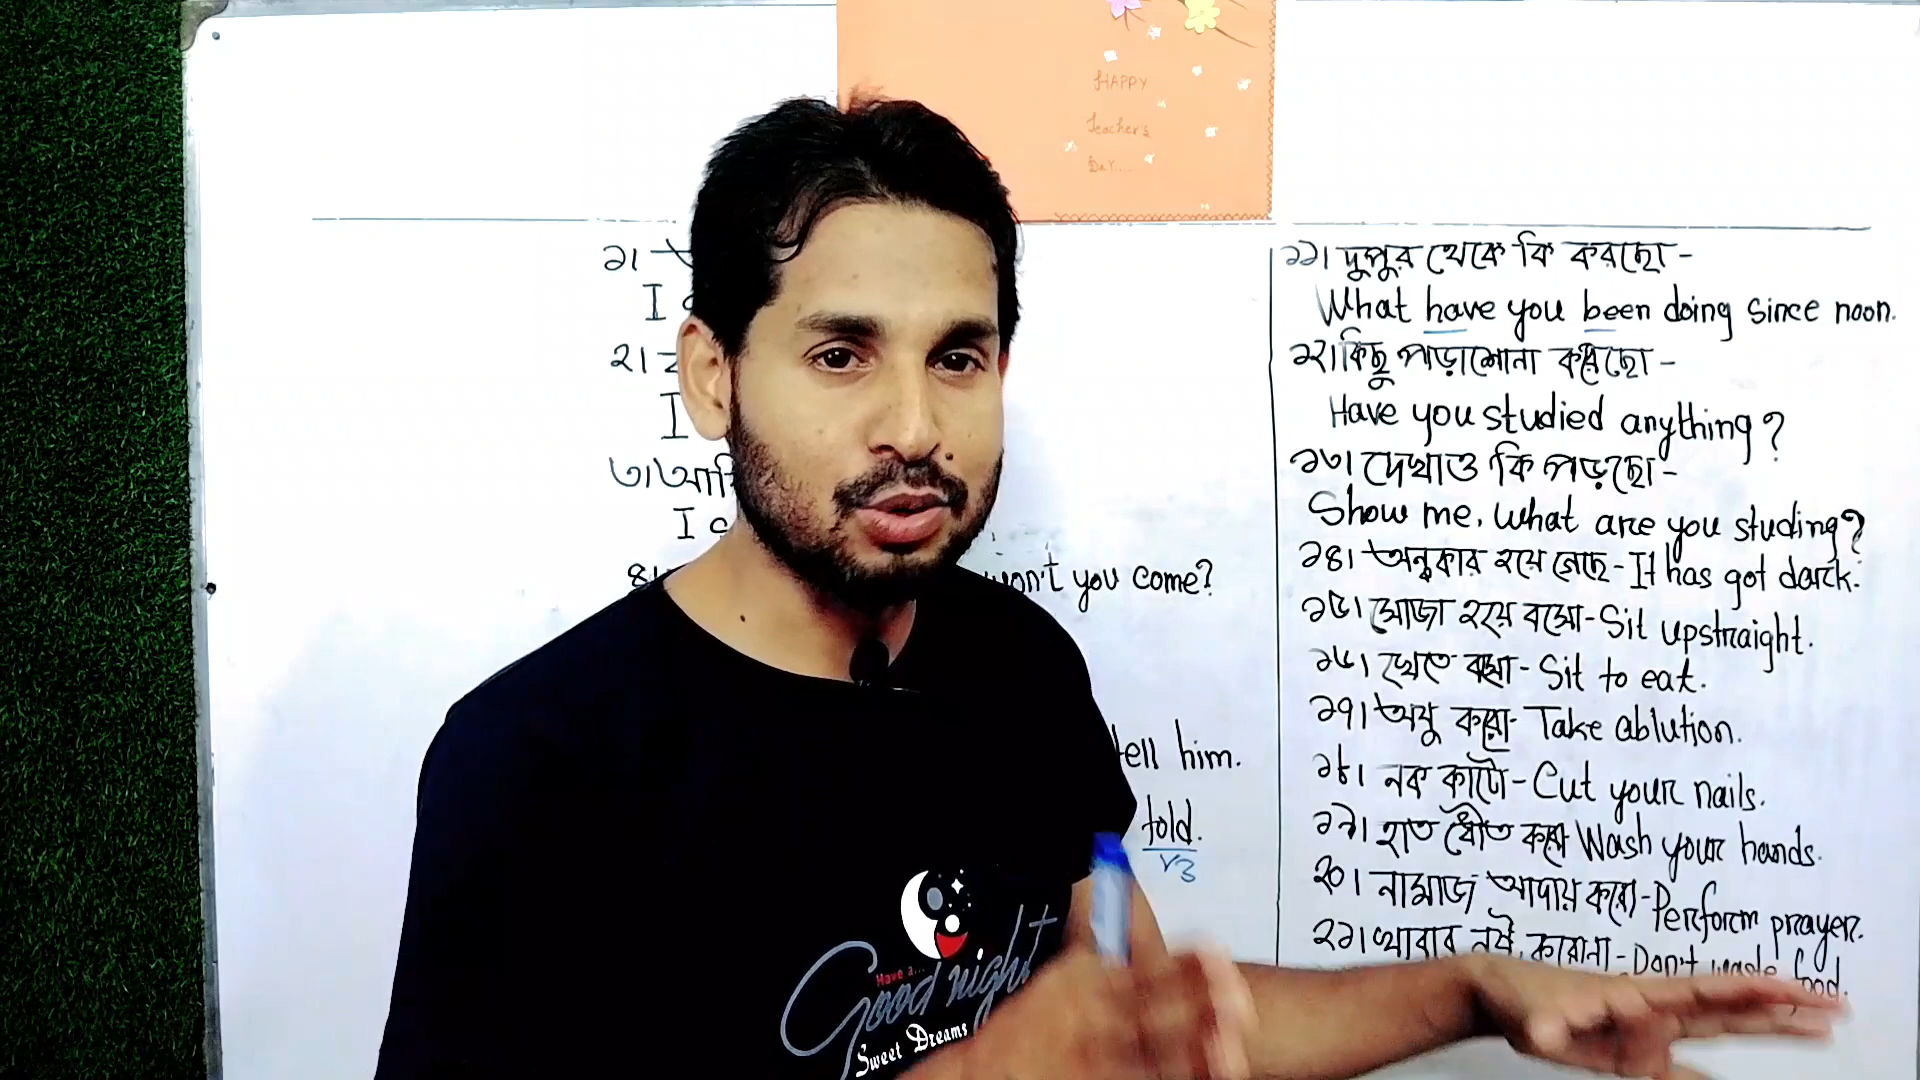 HAPPY
Teacher's
Day....
১।
I
২।
I
৩। আমি
I
৪।
won't you come?
tell him.
told.
V3
১১। দুপুর থেকে কি করছো -
What have you been doing since noon.
১২। কিছু পড়াশোনা করেছো -
Have you studied anything?
১৩। দেখাও কি পড়ছো -
Show me, what are you studing?
১৪। অন্ধকার হয়ে গেছে - It has got dark.
১৫। সোজা হয়ে বসো - Sit upstraight.
১৬। খেতে বসো - Sit to eat.
১৭। অযু করো - Take ablution.
১৮। নক কাটো - Cut your nails.
১৯। হাত ধৌত করো Wash your hands.
২০। নামাজ আদায় করো - Perform prayer.
২১। খাবার নষ্ট করোনা - Don't waste food.
Have a...
Good night
Sweet Dreams